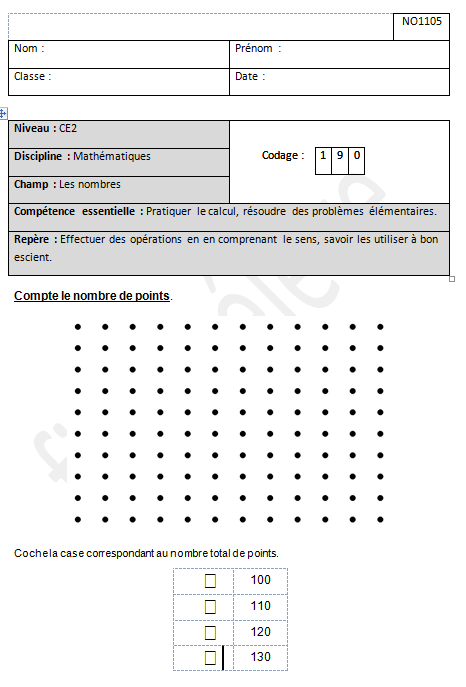 NO1105
Nom : Prénom :
Classe : Date :
Niveau : CE2
Discipline : Mathématiques
Codage : 1 9 0
Champ : Les nombres
Compétence essentielle : Pratiquer le calcul, résoudre des problèmes élémentaires.
Repère : Effectuer des opérations en en comprenant le sens, savoir les utiliser à bon
escient.
Compte le nombre de points.
Coche la case correspondant au nombre total de points.
100
110
120
130